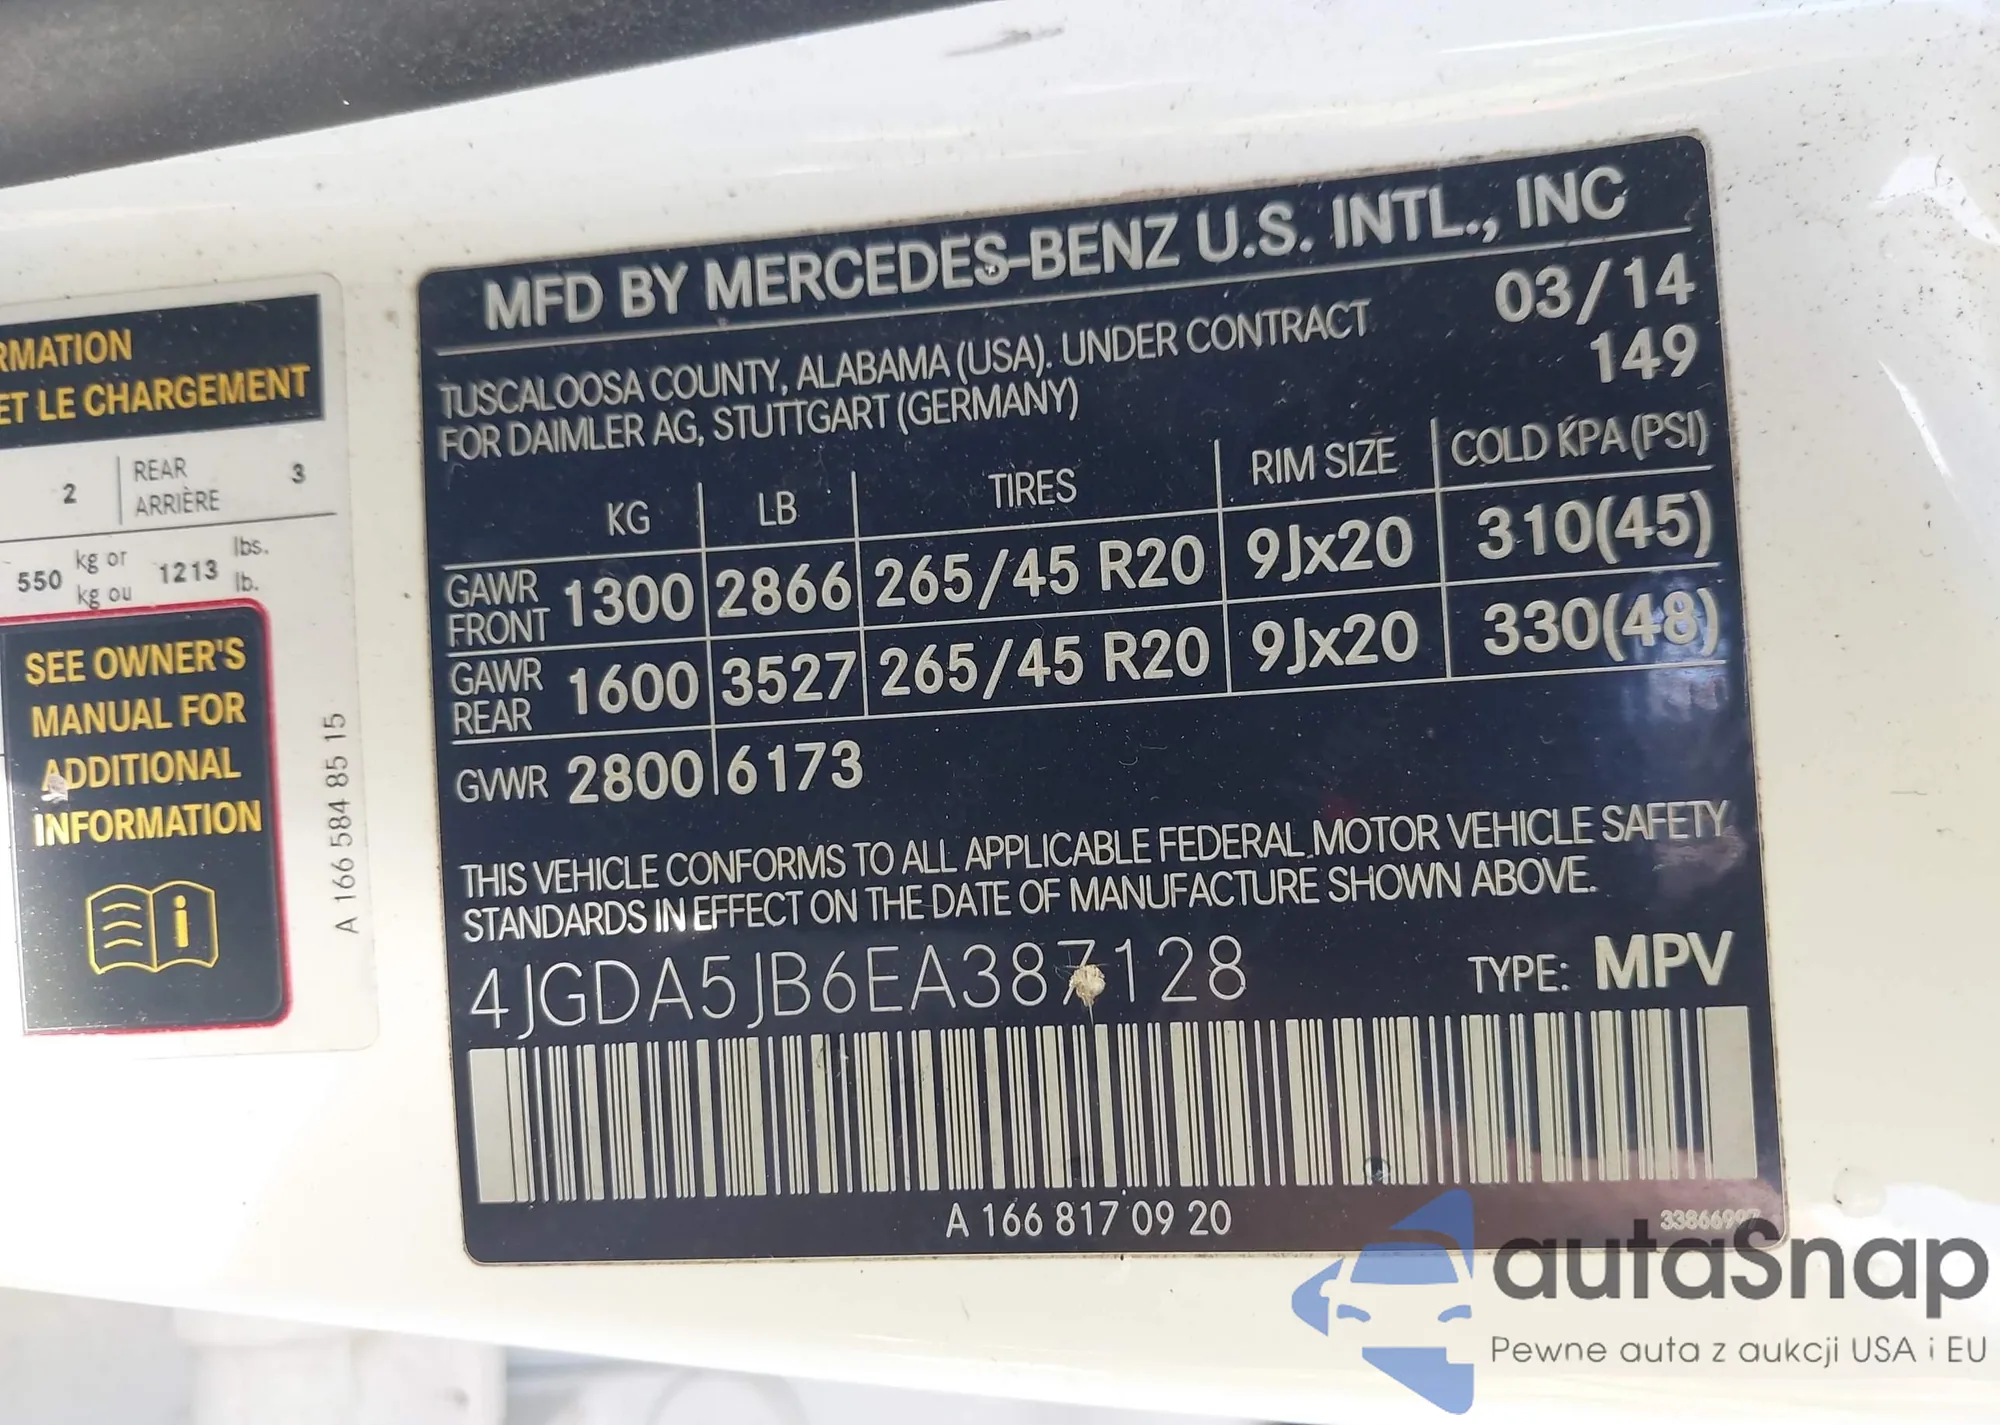 RMATION
ET LE CHARGEMENT
2 REAR 3
ARRIÈRE
550 kg or 1213 lbs.
kg ou lb.
SEE OWNER'S
MANUAL FOR
ADDITIONAL
INFORMATION
i
A 166 584 85 15
MFD BY MERCEDES-BENZ U.S. INTL., INC
03/14
TUSCALOOSA COUNTY, ALABAMA (USA). UNDER CONTRACT
149
FOR DAIMLER AG, STUTTGART (GERMANY)
KG LB TIRES RIM SIZE COLD KPA (PSI)
GAWR FRONT 1300 2866 265/45 R20 9Jx20 310(45)
GAWR REAR 1600 3527 265/45 R20 9Jx20 330(48)
GVWR 2800 6173
THIS VEHICLE CONFORMS TO ALL APPLICABLE FEDERAL MOTOR VEHICLE SAFETY
STANDARDS IN EFFECT ON THE DATE OF MANUFACTURE SHOWN ABOVE.
4JGDA5JB6EA387128 TYPE: MPV
A 166 817 09 20
autaSnap
Pewne auta z aukcji USA i EU